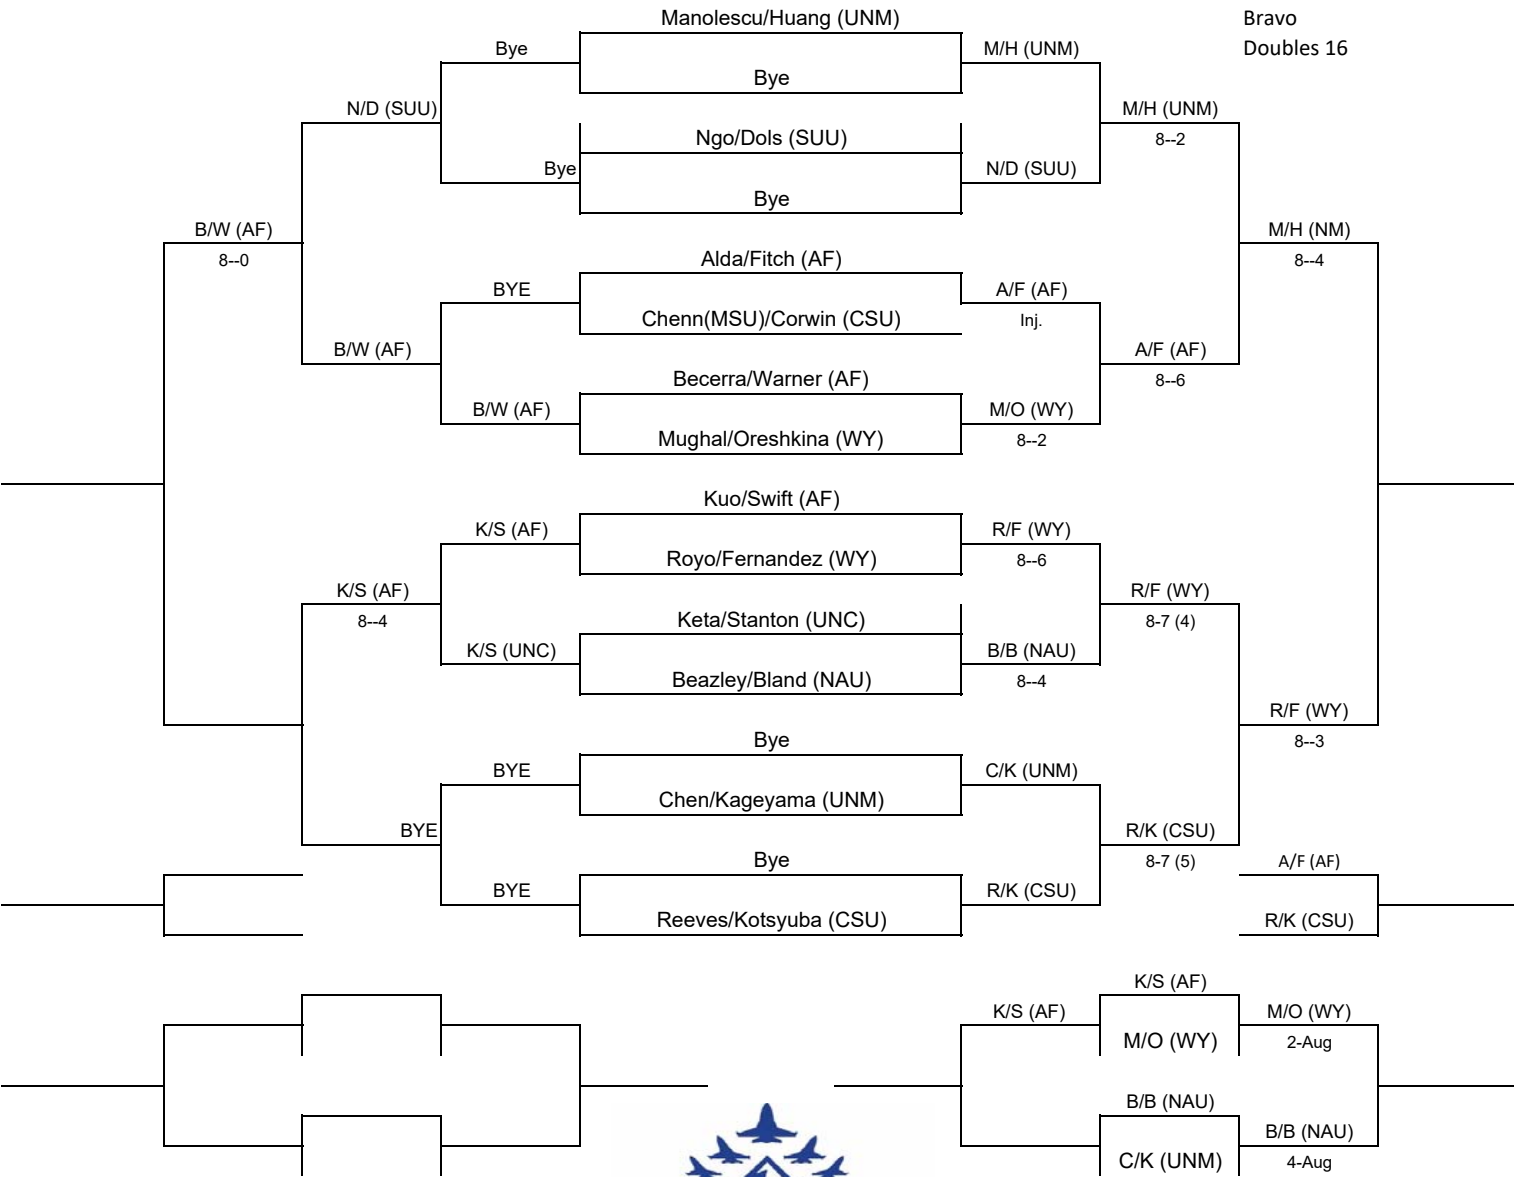 Manolescu/Huang (UNM)
Bravo
Bye
M/H (UNM)
Doubles 16
Bye
N/D (SUU)
M/H (UNM)
Ngo/Dols (SUU)
8--2
Bye
N/D (SUU)
Bye
B/W (AF)
M/H (NM)
8--0
Alda/Fitch (AF)
8--4
BYE
A/F (AF)
Chenn(MSU)/Corwin (CSU)
Inj.
B/W (AF)
A/F (AF)
Becerra/Warner (AF)
8--6
B/W (AF)
M/O (WY)
Mughal/Oreshkina (WY)
8--2
Kuo/Swift (AF)
K/S (AF)
R/F (WY)
Royo/Fernandez (WY)
8--6
K/S (AF)
R/F (WY)
8--4
Keta/Stanton (UNC)
8-7 (4)
K/S (UNC)
B/B (NAU)
Beazley/Bland (NAU)
8--4
R/F (WY)
Bye
8--3
BYE
C/K (UNM)
Chen/Kageyama (UNM)
BYE
R/K (CSU)
Bye
8-7 (5)
A/F (AF)
BYE
R/K (CSU)
Reeves/Kotsyuba (CSU)
R/K (CSU)
K/S (AF)
K/S (AF)
M/O (WY)
M/O (WY)
2-Aug
B/B (NAU)
B/B (NAU)
C/K (UNM)
4-Aug